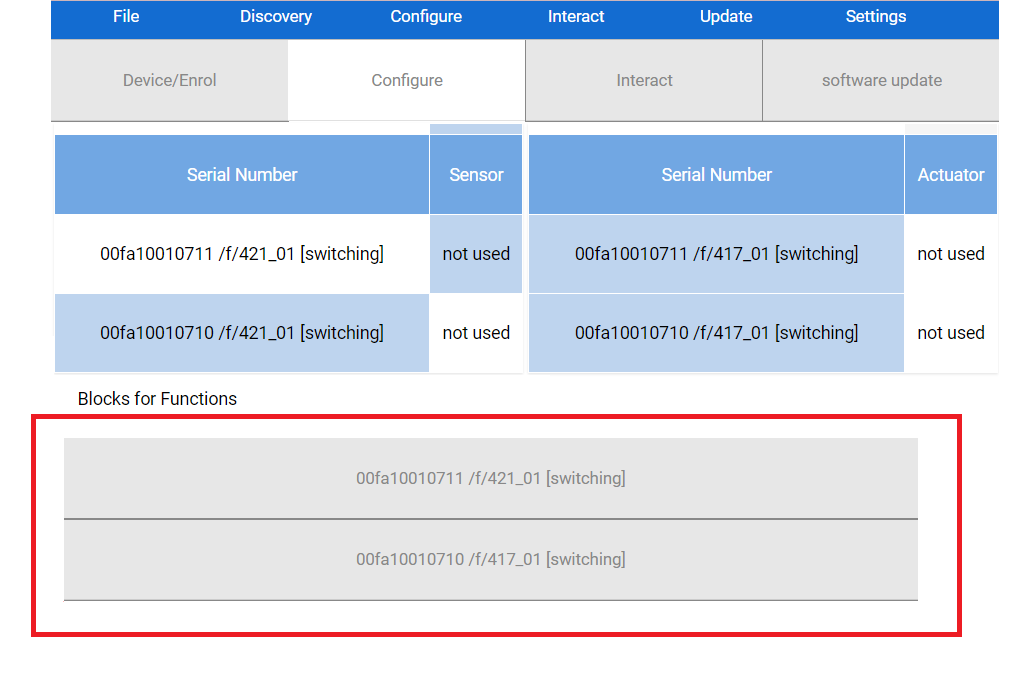 File Discovery Configure Interact Update Settings
Device/Enrol Configure Interact software update
Serial Number Sensor Serial Number Actuator
00fa10010711 /f/421_01 [switching] not used 00fa10010711 /f/417_01 [switching] not used
00fa10010710 /f/421_01 [switching] not used 00fa10010710 /f/417_01 [switching] not used
Blocks for Functions
00fa10010711 /f/421_01 [switching]
00fa10010710 /f/417_01 [switching]